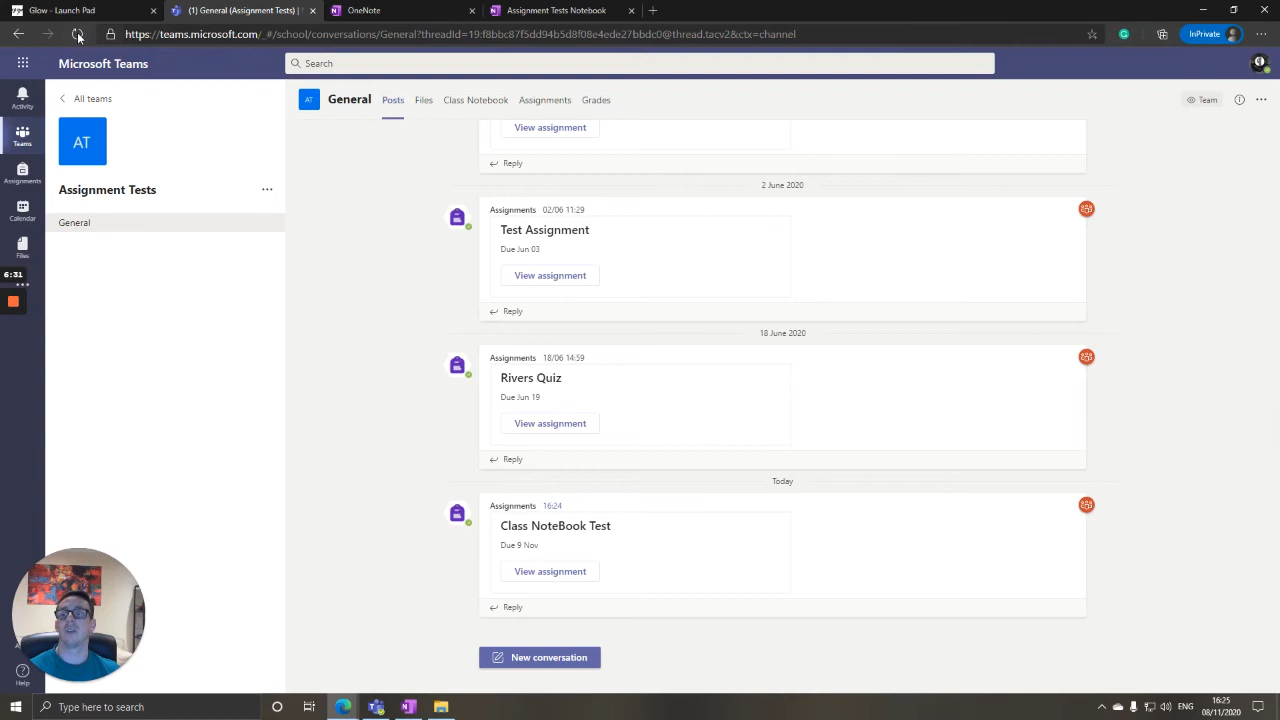 Glow - Launch Pad
(1) General (Assignment Tests) |
OneNote
Assignment Tests Notebook
https://teams.microsoft.com/_#/school/conversations/General?threadId=19:f8bbc87f5dd94b5d8f08e4ede27bbdc0@thread.tacv2&ctx=channel
InPrivate
Microsoft Teams
Search
Activity
Teams
Assignments
Calendar
Files
6:31
Help
All teams
AT
Assignment Tests
General
AT
General
Posts
Files
Class Notebook
Assignments
Grades
Team
View assignment
Reply
2 June 2020
Assignments 02/06 11:29
Test Assignment
Due Jun 03
View assignment
Reply
18 June 2020
Assignments 18/06 14:59
Rivers Quiz
Due Jun 19
View assignment
Reply
Today
Assignments 16:24
Class NoteBook Test
Due 9 Nov
View assignment
Reply
New conversation
Type here to search
ENG
16:25
08/11/2020